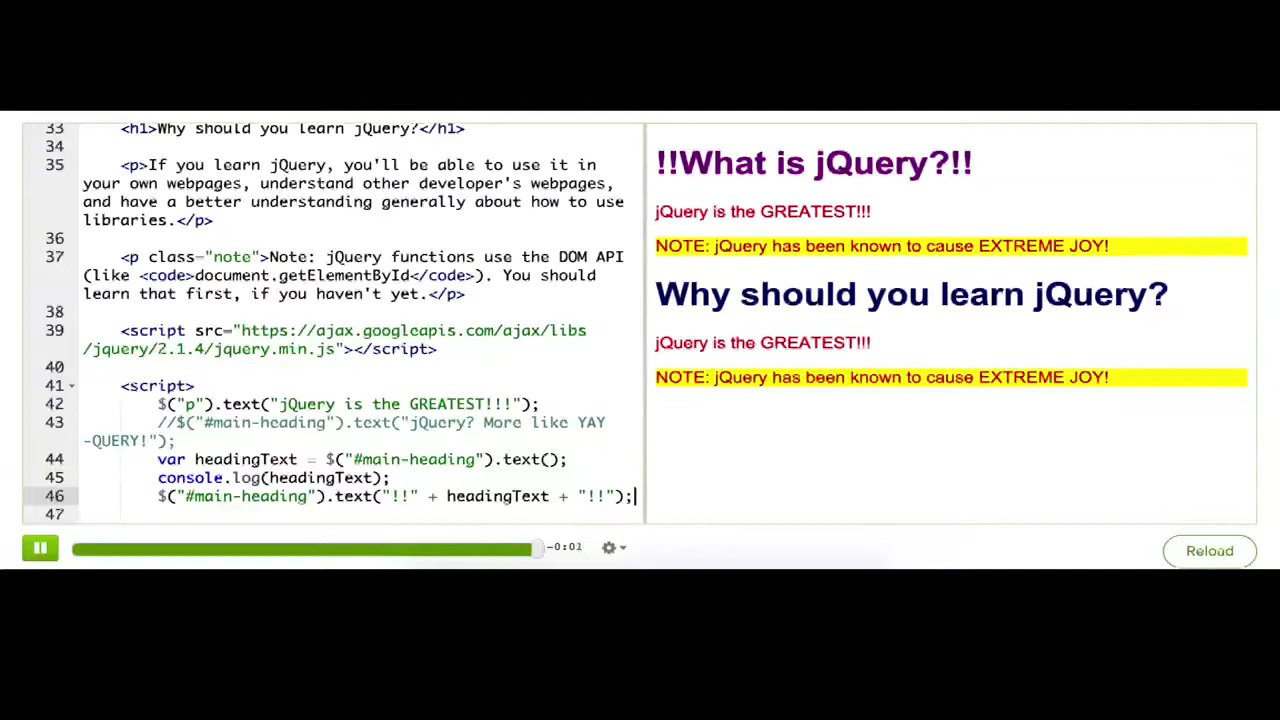 33 <h1>Why should you learn jQuery?</h1>
34
35 <p>If you learn jQuery, you'll be able to use it in
your own webpages, understand other developer's webpages,
and have a better understanding generally about how to use
libraries.</p>
36
37 <p class="note">Note: jQuery functions use the DOM API
(like <code>document.getElementById</code>). You should
learn that first, if you haven't yet.</p>
38
39 <script src="https://ajax.googleapis.com/ajax/libs
/jquery/2.1.4/jquery.min.js"></script>
40
41 <script>
42 $("p").text("jQuery is the GREATEST!!!");
43 //$("#main-heading").text("jQuery? More like YAY
-QUERY!");
44 var headingText = $("#main-heading").text();
45 console.log(headingText);
46 $("#main-heading").text("!!" + headingText + "!!");
47
!!What is jQuery?!!
jQuery is the GREATEST!!!
NOTE: jQuery has been known to cause EXTREME JOY!
Why should you learn jQuery?
jQuery is the GREATEST!!!
NOTE: jQuery has been known to cause EXTREME JOY!
-0:01
Reload